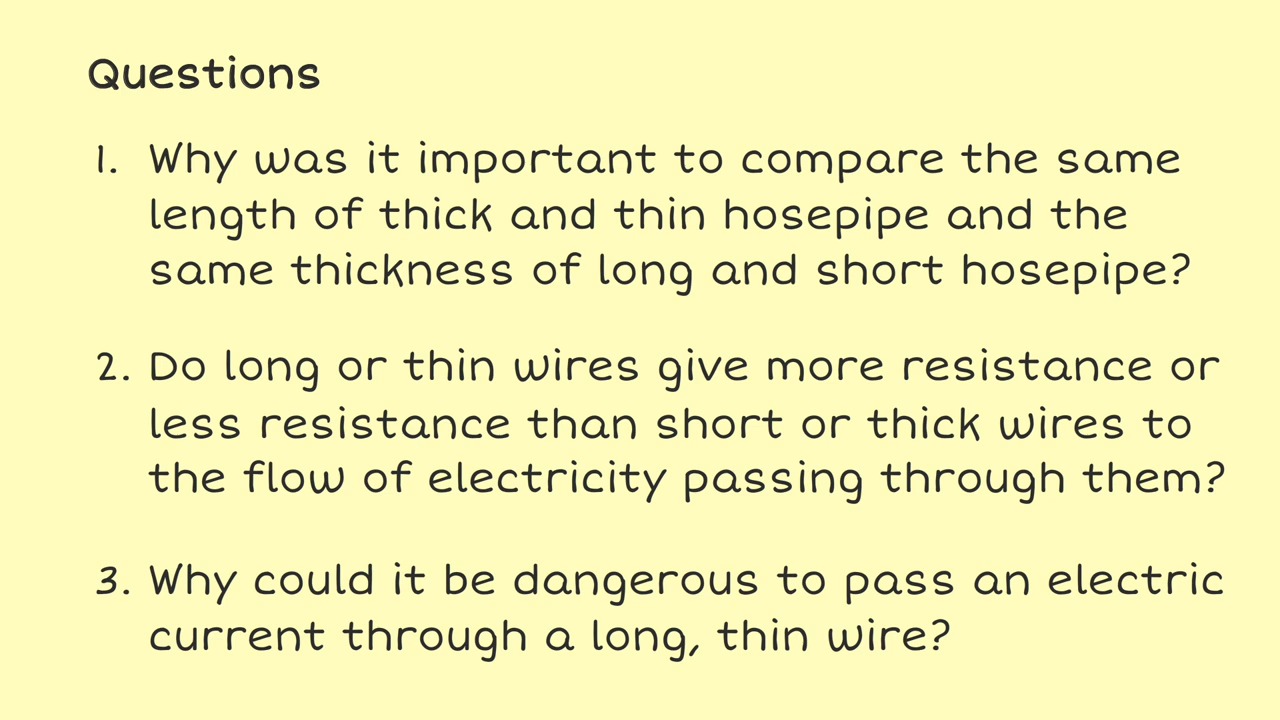 Questions
1. Why was it important to compare the same
length of thick and thin hosepipe and the
same thickness of long and short hosepipe?
2. Do long or thin wires give more resistance or
less resistance than short or thick wires to
the flow of electricity passing through them?
3. Why could it be dangerous to pass an electric
current through a long, thin wire?